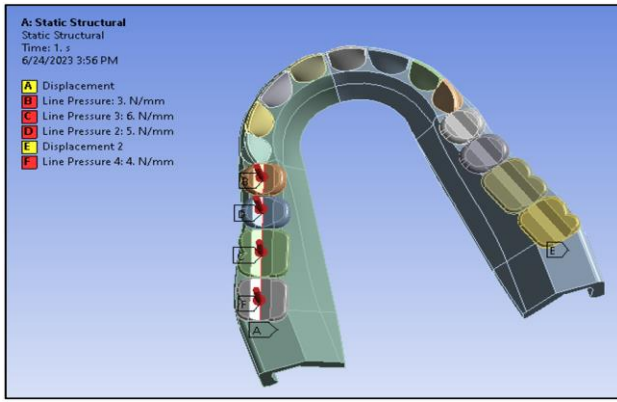 A: Static Structural
Static Structural
Time: 1. s
6/24/2023 3:56 PM
A Displacement
B Line Pressure: 3. N/mm
C Line Pressure 3: 6. N/mm
D Line Pressure 2: 5. N/mm
E Displacement 2
F Line Pressure 4: 4. N/mm
B
D
C
E
F
A